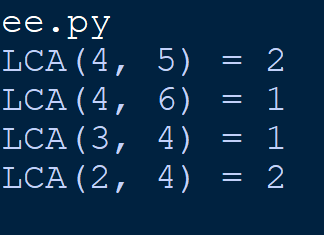 ee.py
LCA(4, 5) = 2
LCA(4, 6) = 1
LCA(3, 4) = 1
LCA(2, 4) = 2